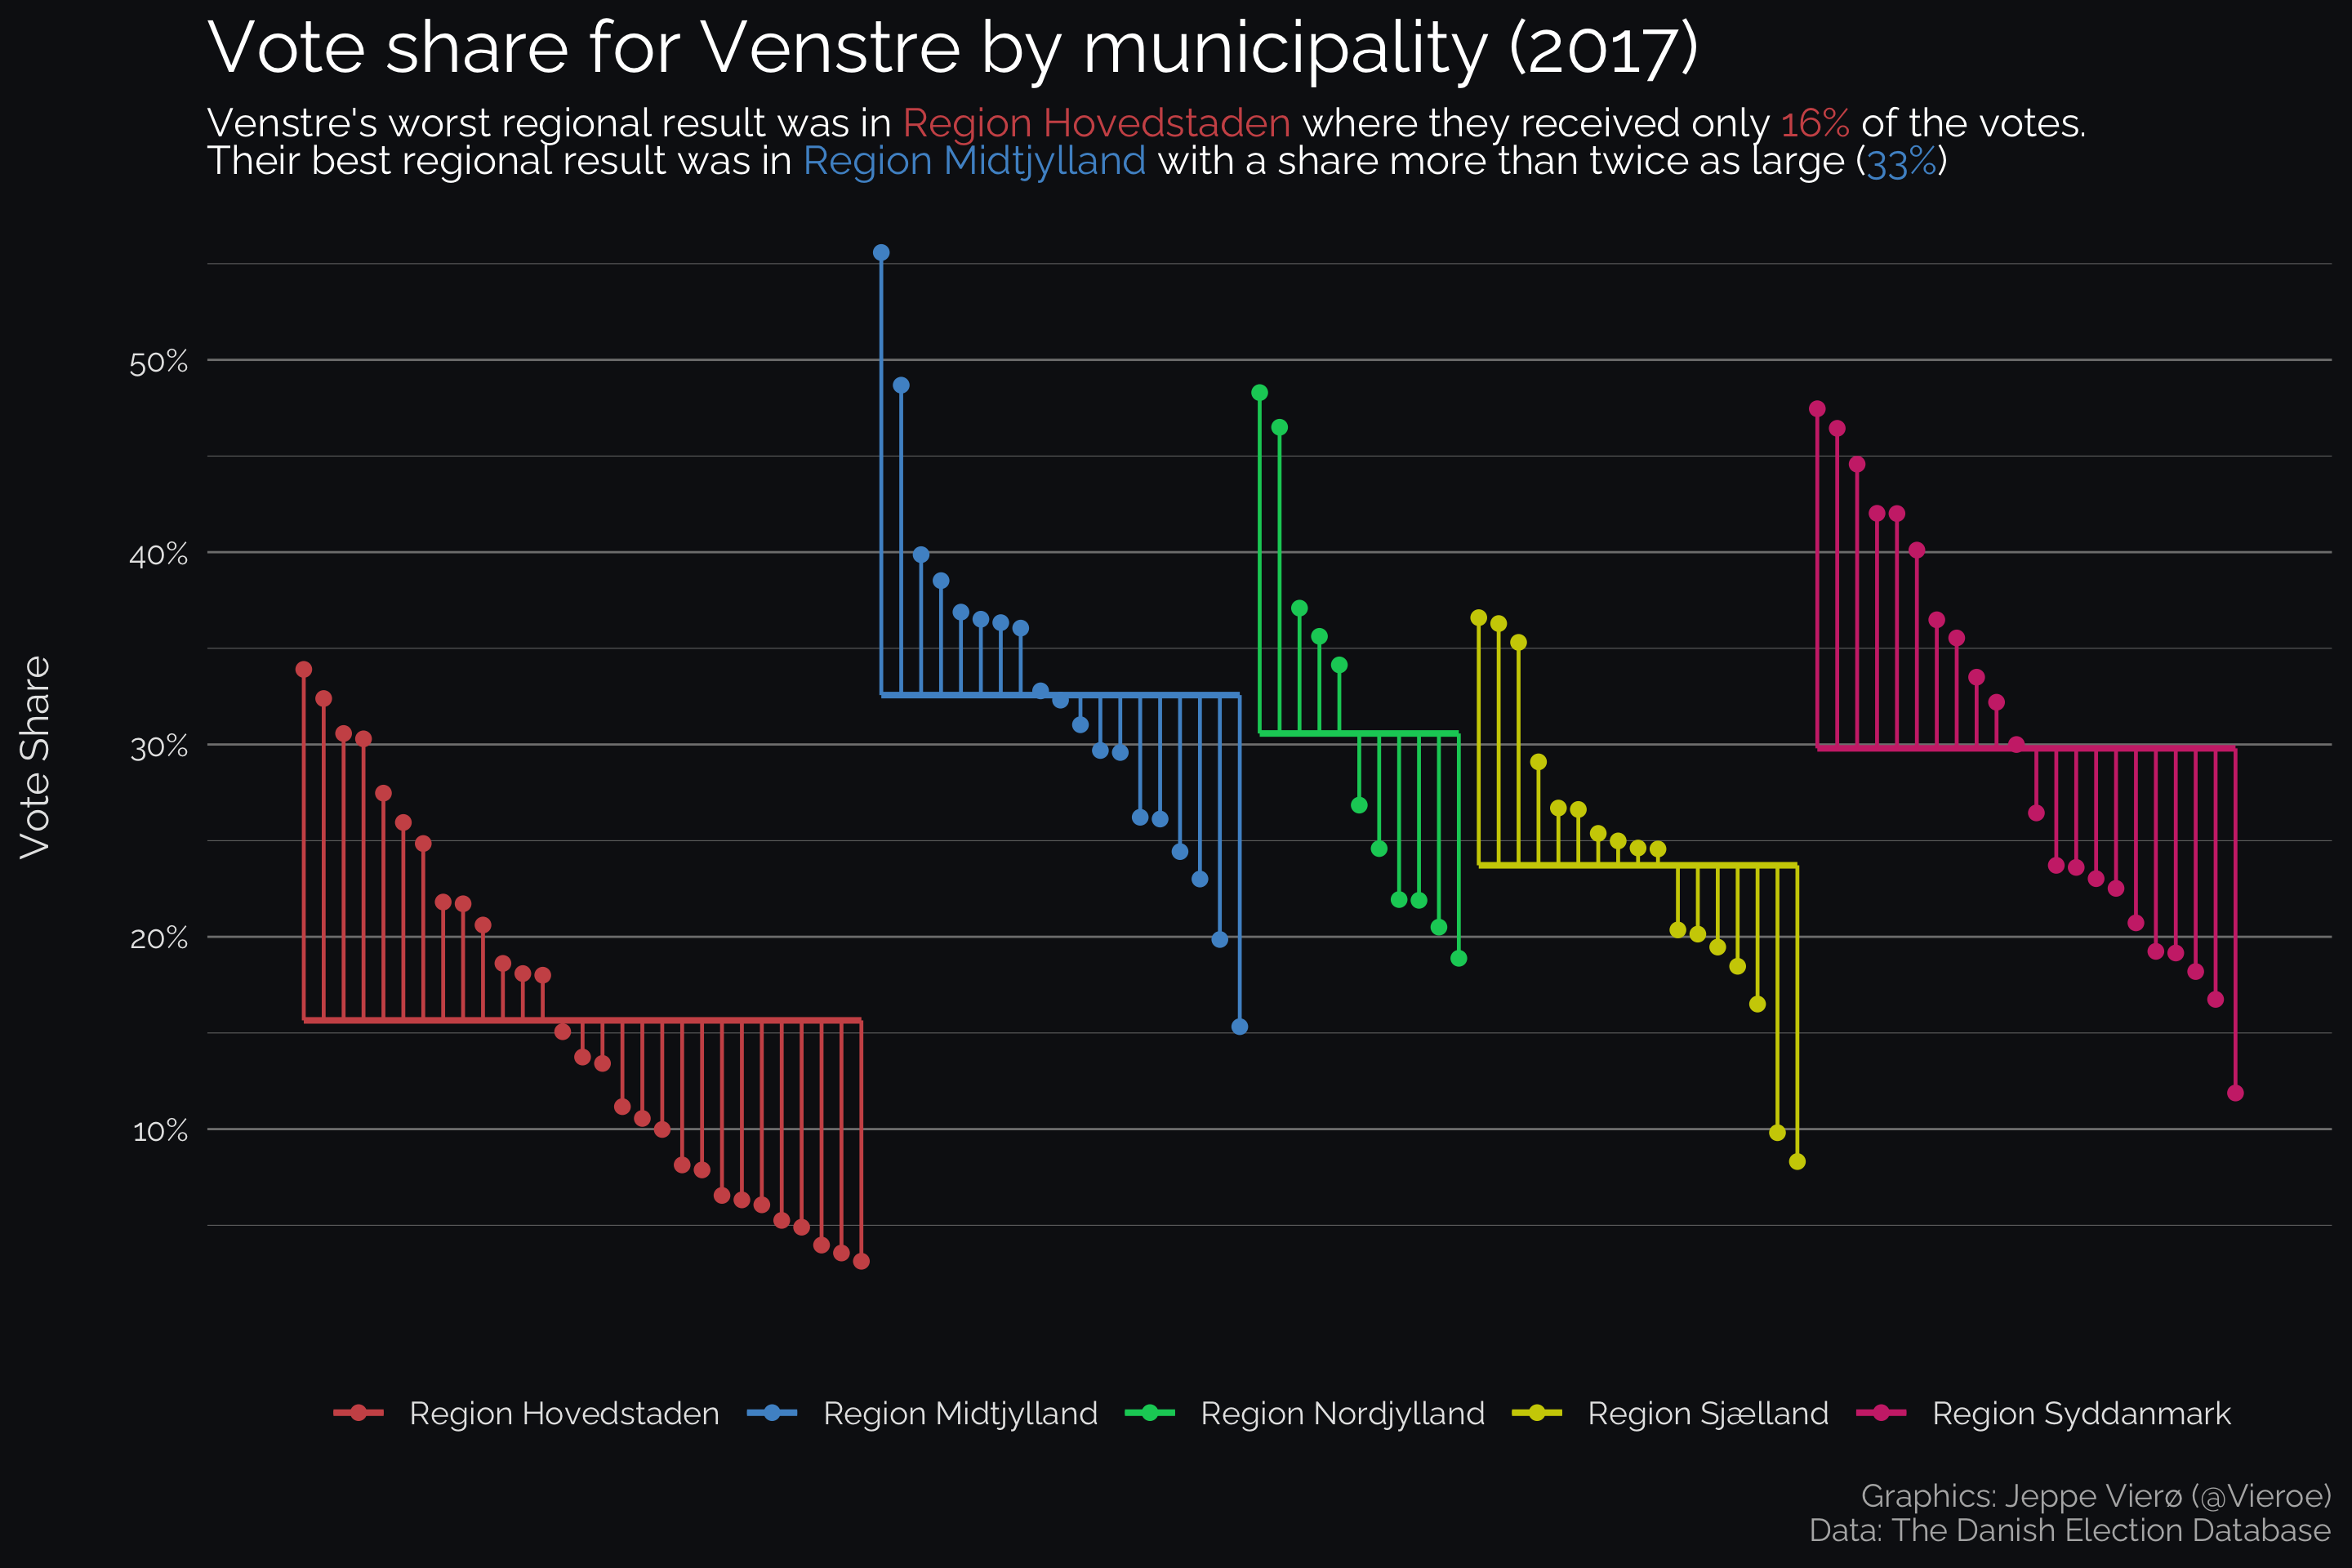 Vote share for Venstre by municipality (2017)
Venstre's worst regional result was in Region Hovedstaden where they received only 16% of the votes.
Their best regional result was in Region Midtjylland with a share more than twice as large (33%)
Vote Share
50%
40%
30%
20%
10%
Region Hovedstaden Region Midtjylland Region Nordjylland Region Sjælland Region Syddanmark
Graphics: Jeppe Vierø (@Vieroe)
Data: The Danish Election Database